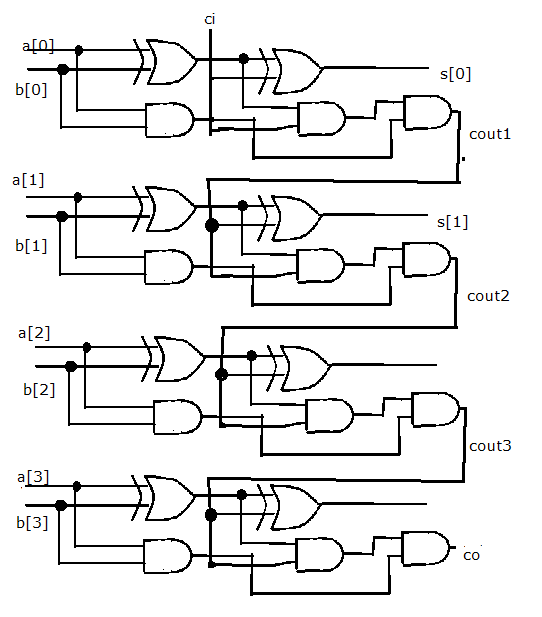 ci
a[0]
b[0]
s[0]
cout1
a[1]
b[1]
s[1]
cout2
a[2]
b[2]
cout3
a[3]
b[3]
co